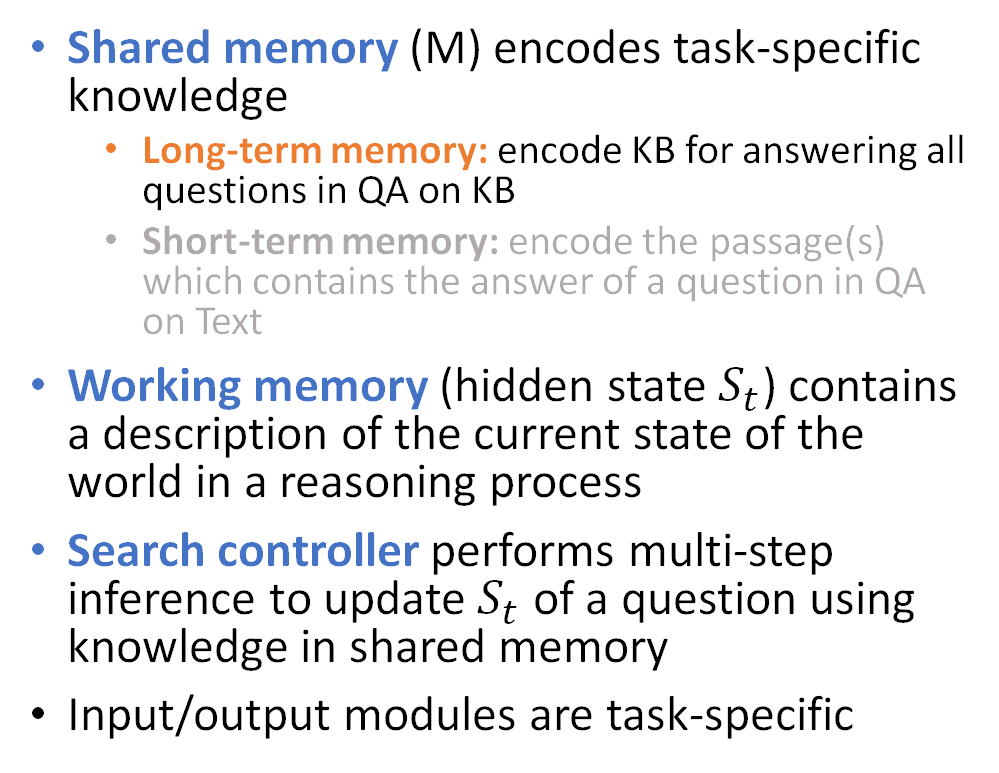 • Shared memory (M) encodes task-specific
knowledge
• Long-term memory: encode KB for answering all
questions in QA on KB
• Short-term memory: encode the passage(s)
which contains the answer of a question in QA
on Text
• Working memory (hidden state Sₜ) contains
a description of the current state of the
world in a reasoning process
• Search controller performs multi-step
inference to update Sₜ of a question using
knowledge in shared memory
• Input/output modules are task-specific